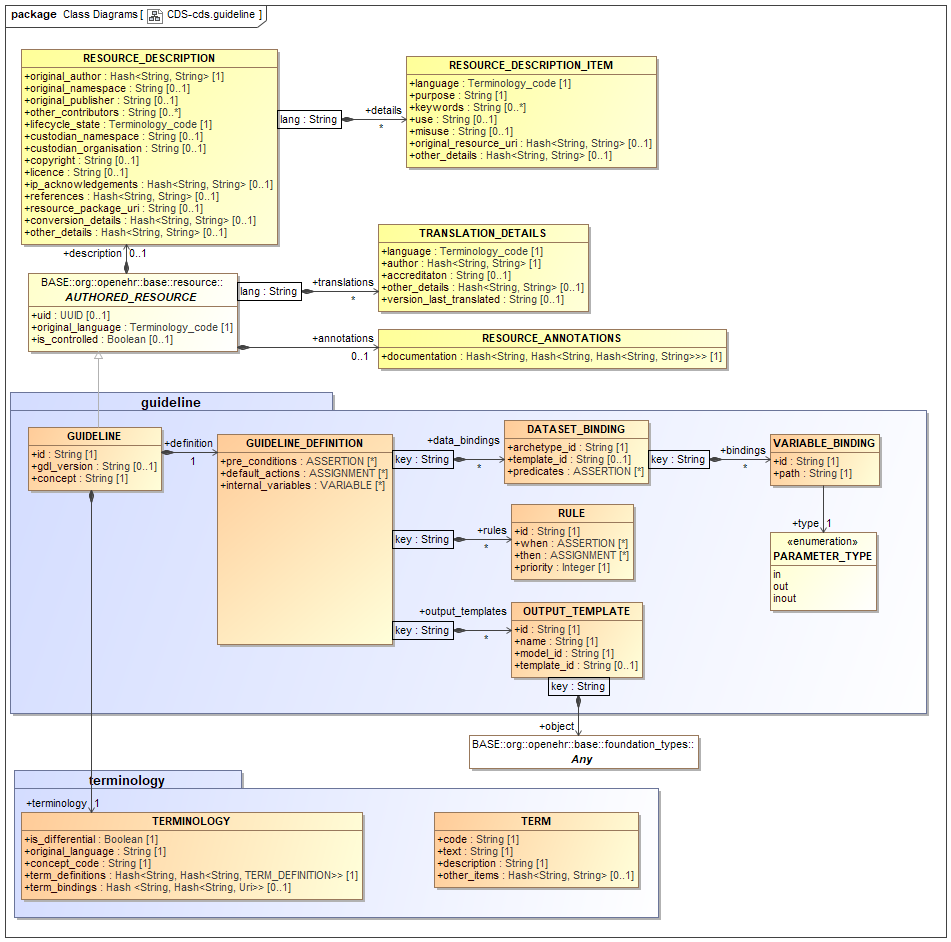 package Class Diagrams [ CDS-cds.guideline ]
RESOURCE_DESCRIPTION
+original_author : Hash<String, String> [1]
+original_namespace : String [0..1]
+original_publisher : String [0..1]
+other_contributors : String [0..*]
+lifecycle_state : Terminology_code [1]
+custodian_namespace : String [0..1]
+custodian_organisation : String [0..1]
+copyright : String [0..1]
+licence : String [0..1]
+ip_acknowledgements : Hash<String, String> [0..1]
+references : Hash<String, String> [0..1]
+resource_package_uri : String [0..1]
+conversion_details : Hash<String, String> [0..1]
+other_details : Hash<String, String> [0..1]
lang : String
+details
*
RESOURCE_DESCRIPTION_ITEM
+language : Terminology_code [1]
+purpose : String [1]
+keywords : String [0..*]
+use : String [0..1]
+misuse : String [0..1]
+original_resource_uri : Hash<String, String> [0..1]
+other_details : Hash<String, String> [0..1]
+description 0..1
BASE::org::openehr::base::resource::
AUTHORED_RESOURCE
+uid : UUID [0..1]
+original_language : Terminology_code [1]
+is_controlled : Boolean [0..1]
lang : String
+translations
*
TRANSLATION_DETAILS
+language : Terminology_code [1]
+author : Hash<String, String> [1]
+accreditaton : String [0..1]
+other_details : Hash<String, String> [0..1]
+version_last_translated : String [0..1]
+annotations
0..1
RESOURCE_ANNOTATIONS
+documentation : Hash<String, Hash<String, Hash<String, String>>> [1]
guideline
GUIDELINE
+id : String [1]
+gdl_version : String [0..1]
+concept : String [1]
+definition
1
GUIDELINE_DEFINITION
+pre_conditions : ASSERTION [*]
+default_actions : ASSIGNMENT [*]
+internal_variables : VARIABLE [*]
key : String
+data_bindings
*
DATASET_BINDING
+archetype_id : String [1]
+template_id : String [0..1]
+predicates : ASSERTION [*]
key : String
+bindings
*
VARIABLE_BINDING
+id : String [1]
+path : String [1]
+type 1
«enumeration»
PARAMETER_TYPE
in
out
inout
key : String
+rules
*
RULE
+id : String [1]
+when : ASSERTION [*]
+then : ASSIGNMENT [*]
+priority : Integer [1]
key : String
+output_templates
*
OUTPUT_TEMPLATE
+id : String [1]
+name : String [1]
+model_id : String [1]
+template_id : String [0..1]
key : String
+object
BASE::org::openehr::base::foundation_types::
Any
terminology
+terminology 1
TERMINOLOGY
+is_differential : Boolean [1]
+original_language : String [1]
+concept_code : String [1]
+term_definitions : Hash<String, Hash<String, TERM_DEFINITION>> [1]
+term_bindings : Hash <String, Hash<String, Uri>> [0..1]
TERM
+code : String [1]
+text : String [1]
+description : String [1]
+other_items : Hash<String, String> [0..1]